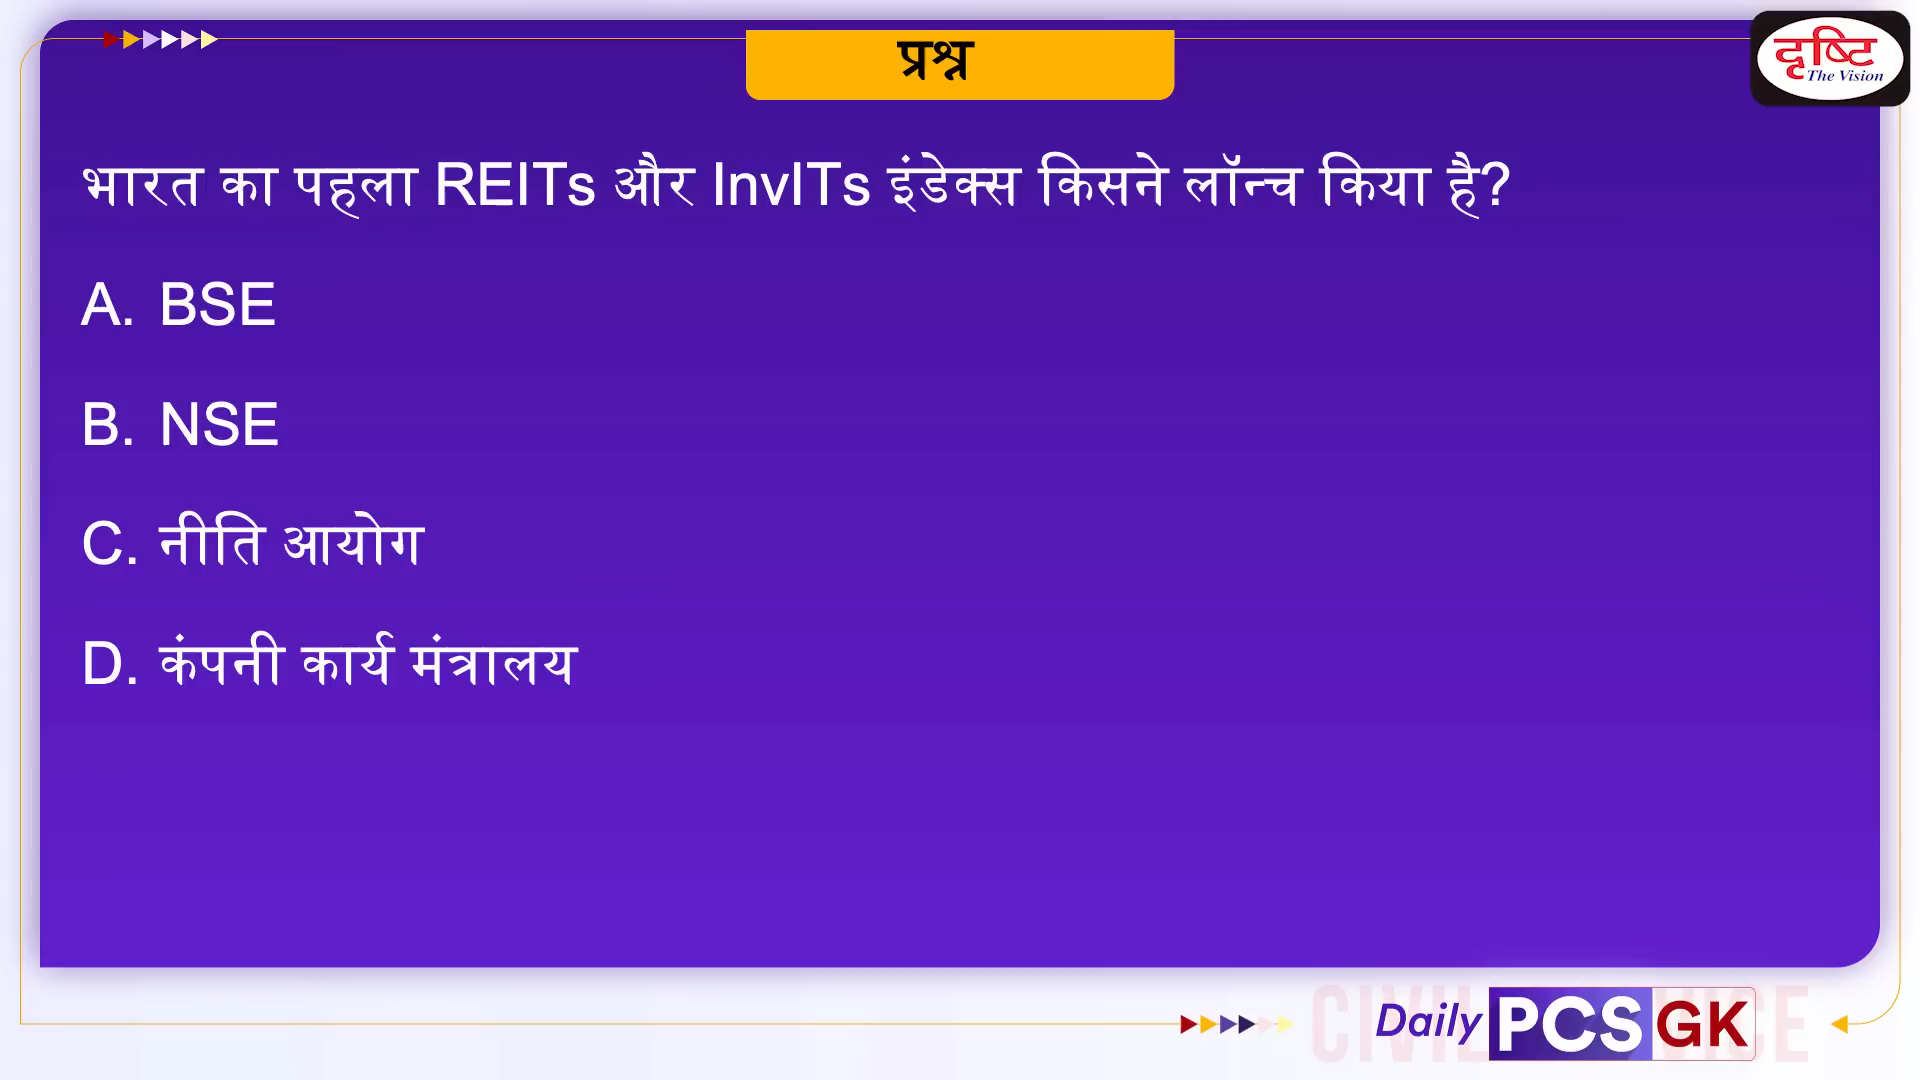 प्रश्न
दृष्टि
The Vision
भारत का पहला REITs और InvITs इंडेक्स किसने लॉन्च किया है?
A. BSE
B. NSE
C. नीति आयोग
D. कंपनी कार्य मंत्रालय
Daily PCS GK